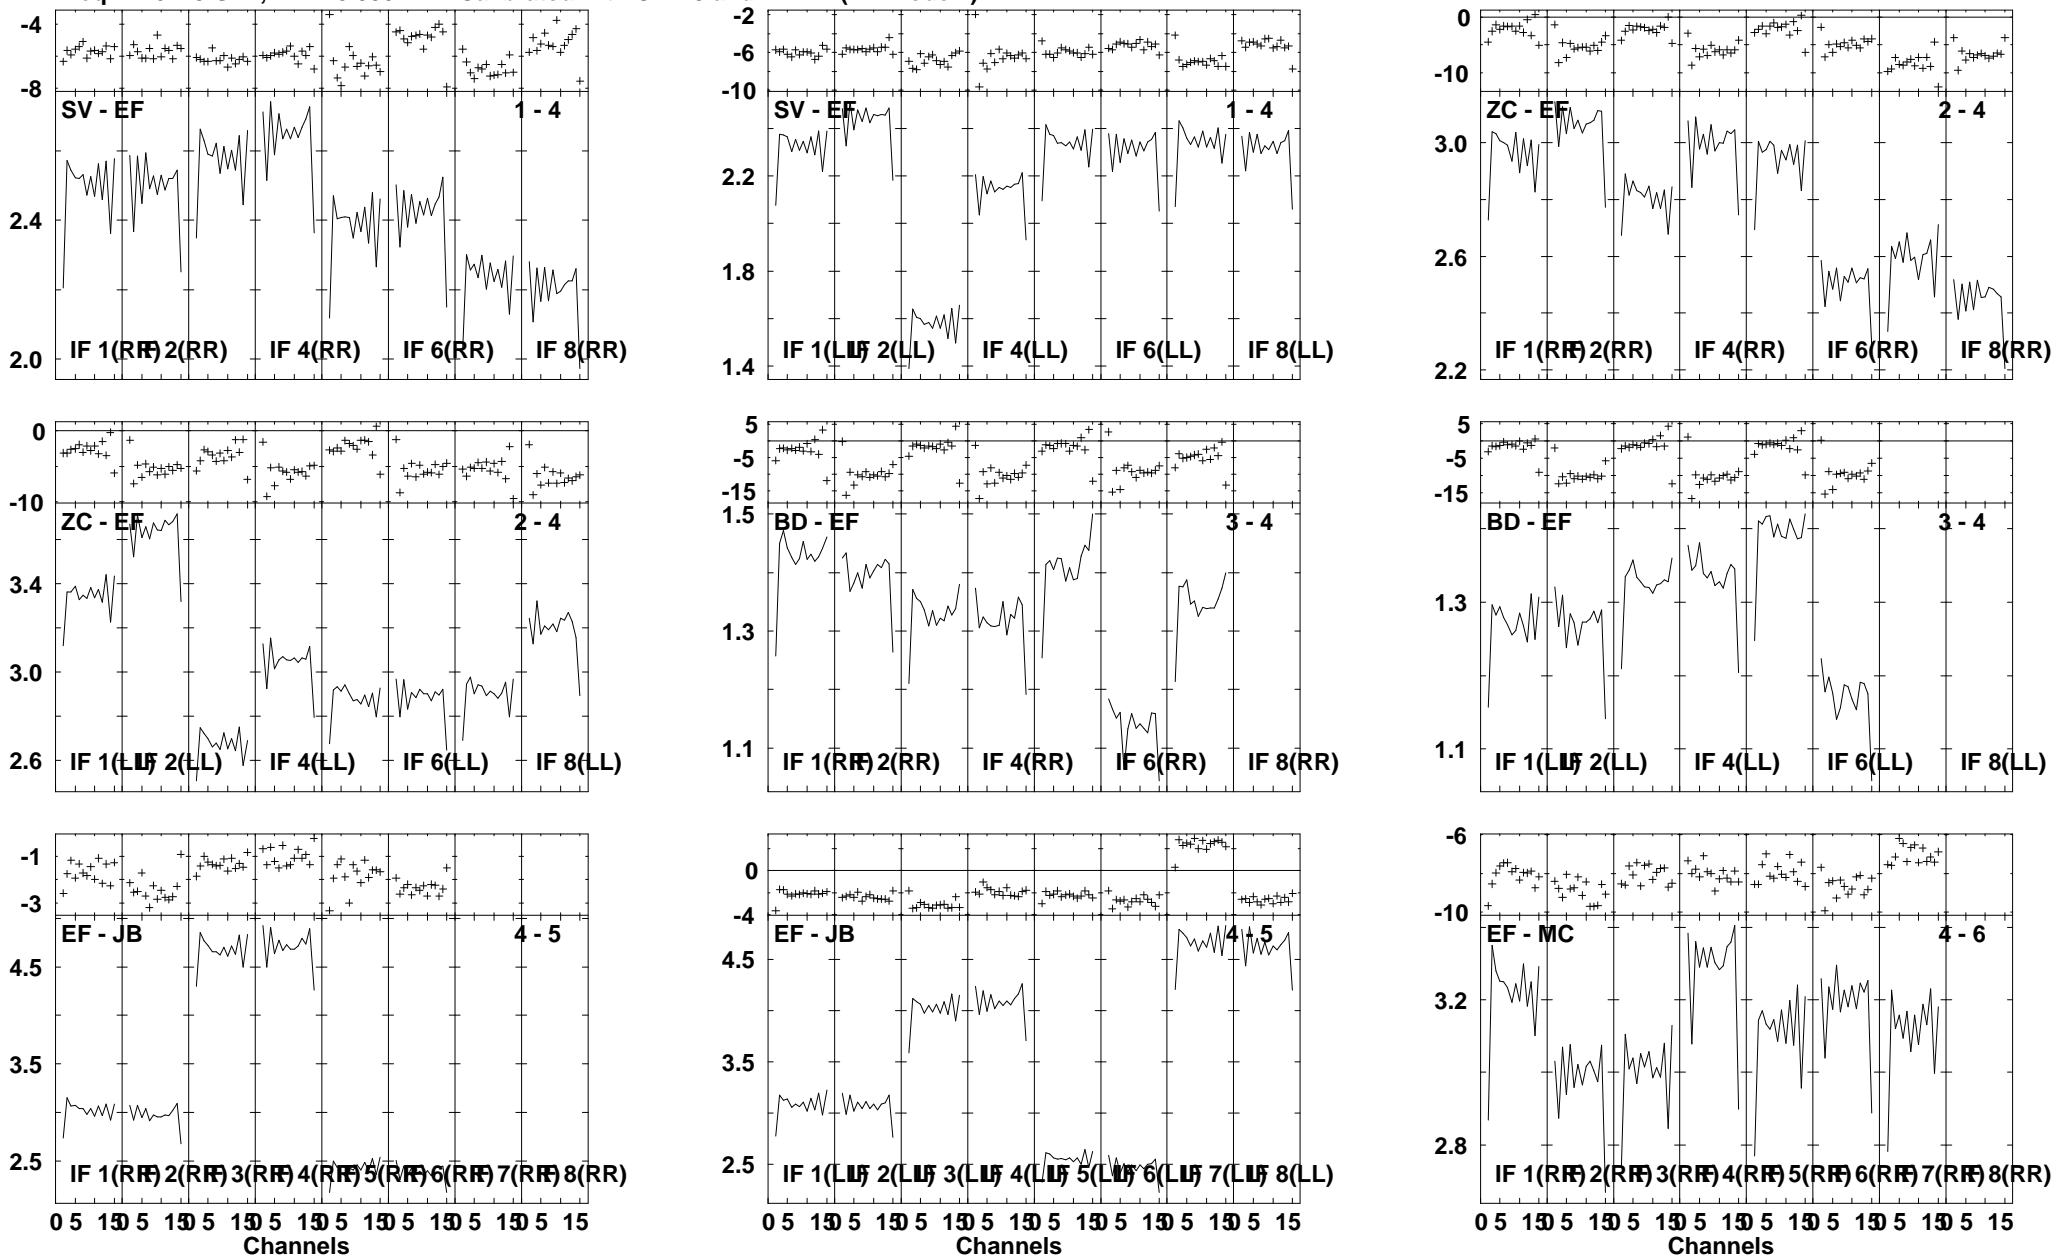 -4
-8
SV - EF 1 - 4
2.4
2.0
IF 1(RR) IF 2(RR) IF 4(RR) IF 6(RR) IF 8(RR)
-2
-6
-10
SV - EF 1 - 4
2.2
1.8
1.4
IF 1(LL) IF 2(LL) IF 4(LL) IF 6(LL) IF 8(LL)
0
-10
ZC - EF 2 - 4
3.0
2.6
2.2
IF 1(RR) IF 2(RR) IF 4(RR) IF 6(RR) IF 8(RR)
0
-10
ZC - EF 2 - 4
3.4
3.0
2.6
IF 1(LL) IF 2(LL) IF 4(LL) IF 6(LL) IF 8(LL)
5
-5
-15
1.5
BD - EF 3 - 4
1.3
1.1
IF 1(RR) IF 2(RR) IF 4(RR) IF 6(RR) IF 8(RR)
5
-5
-15
BD - EF 3 - 4
1.3
1.1
IF 1(LL) IF 2(LL) IF 4(LL) IF 6(LL) IF 8(LL)
-1
-3
EF - JB 4 - 5
4.5
3.5
2.5
IF 1(RR) IF 2(RR) IF 3(RR) IF 4(RR) IF 5(RR) IF 6(RR) IF 7(RR) IF 8(RR)
0 5 15 0 5 15 0 5 15 0 5 15 0 5 15 0 5 15 0 5 15 0 5 15
Channels
0
-4
EF - JB 4 - 5
4.5
3.5
2.5
IF 1(LL) IF 2(LL) IF 3(LL) IF 4(LL) IF 5(LL) IF 6(LL) IF 7(LL) IF 8(LL)
0 5 15 0 5 15 0 5 15 0 5 15 0 5 15 0 5 15 0 5 15 0 5 15
Channels
-6
-10
EF - MC 4 - 6
3.2
2.8
IF 1(RR) IF 2(RR) IF 3(RR) IF 4(RR) IF 5(RR) IF 6(RR) IF 7(RR) IF 8(RR)
0 5 15 0 5 15 0 5 15 0 5 15 0 5 15 0 5 15 0 5 15 0 5 15
Channels